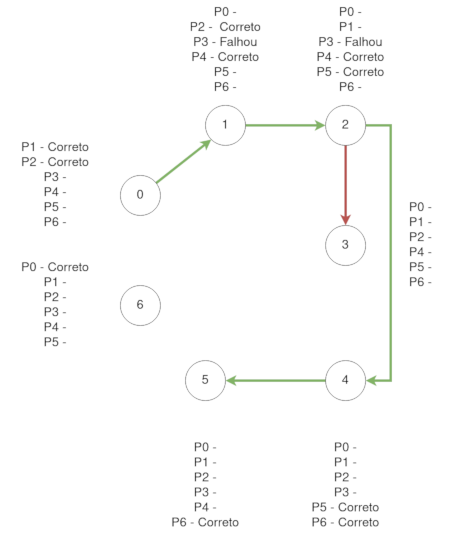 P0 -
P2 - Correto
P3 - Falhou
P4 - Correto
P5 -
P6 -
P0 -
P1 -
P3 - Falhou
P4 - Correto
P5 - Correto
P6 -
1
2
P1 - Correto
P2 - Correto
P3 -
P4 -
P5 -
P6 -
0
3
P0 -
P1 -
P2 -
P4 -
P5 -
P6 -
P0 - Correto
P1 -
P2 -
P3 -
P4 -
P5 -
6
5
4
P0 -
P1 -
P2 -
P3 -
P4 -
P6 - Correto
P0 -
P1 -
P2 -
P3 -
P5 - Correto
P6 - Correto